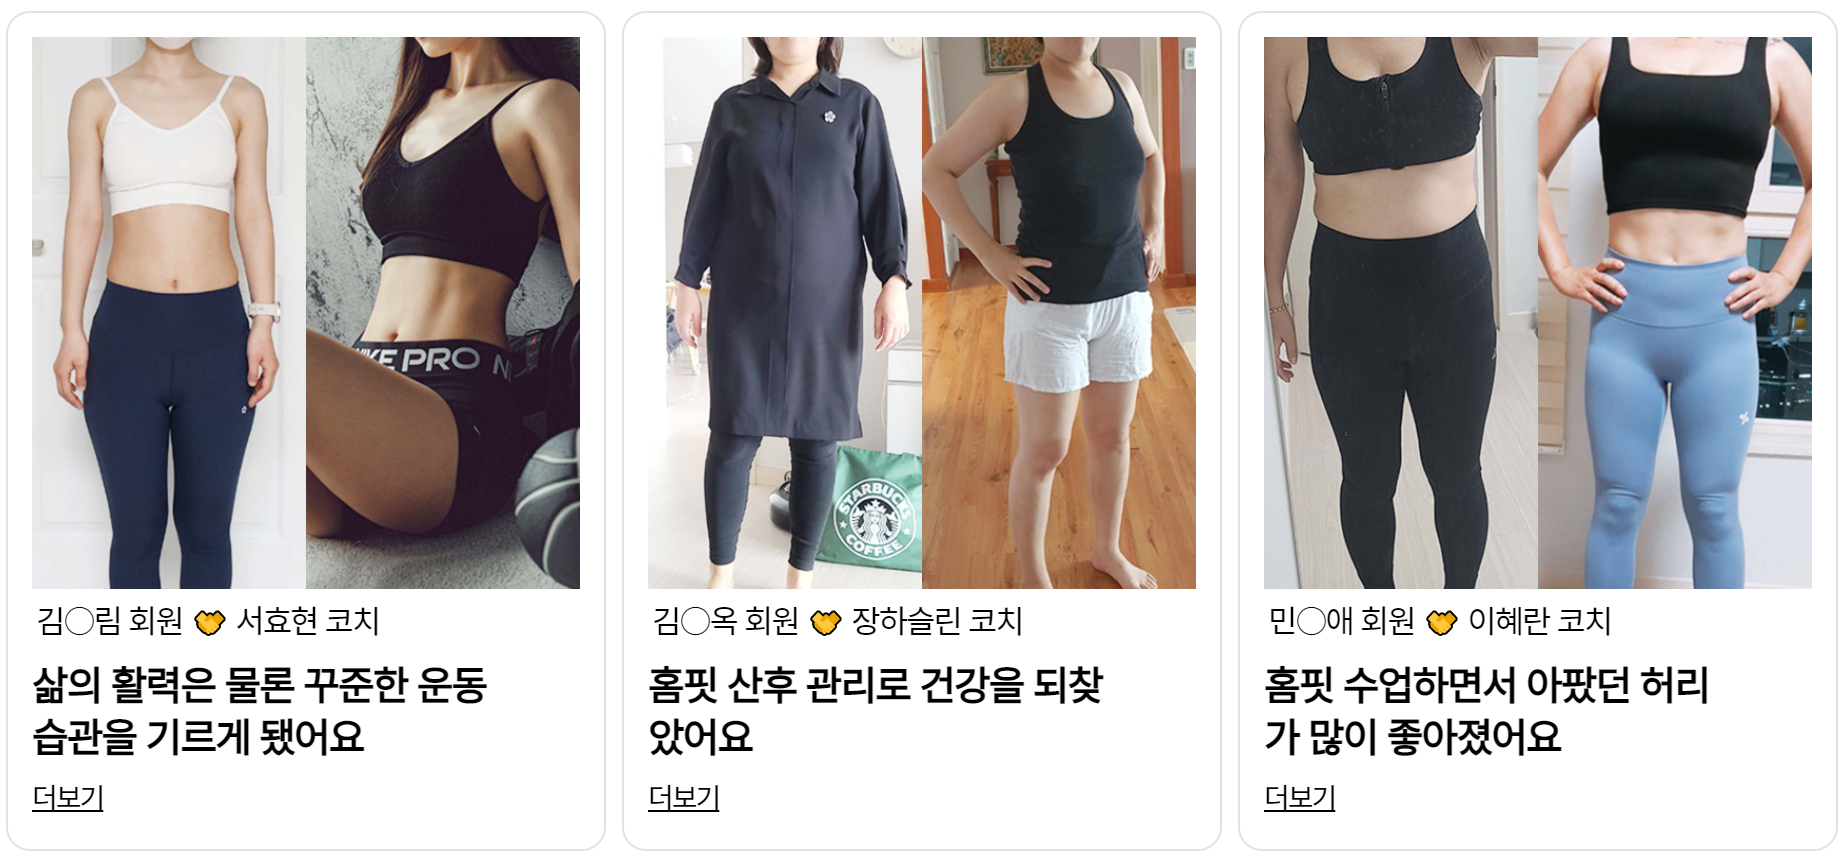 KE PRO N
STARBUCKS
COFFEE
김○림 회원 서효현 코치
삶의 활력은 물론 꾸준한 운동
습관을 기르게 됐어요
더보기
김○옥 회원 장하슬린 코치
홈핏 산후 관리로 건강을 되찾
았어요
더보기
민○애 회원 이혜란 코치
홈핏 수업하면서 아팠던 허리
가 많이 좋아졌어요
더보기